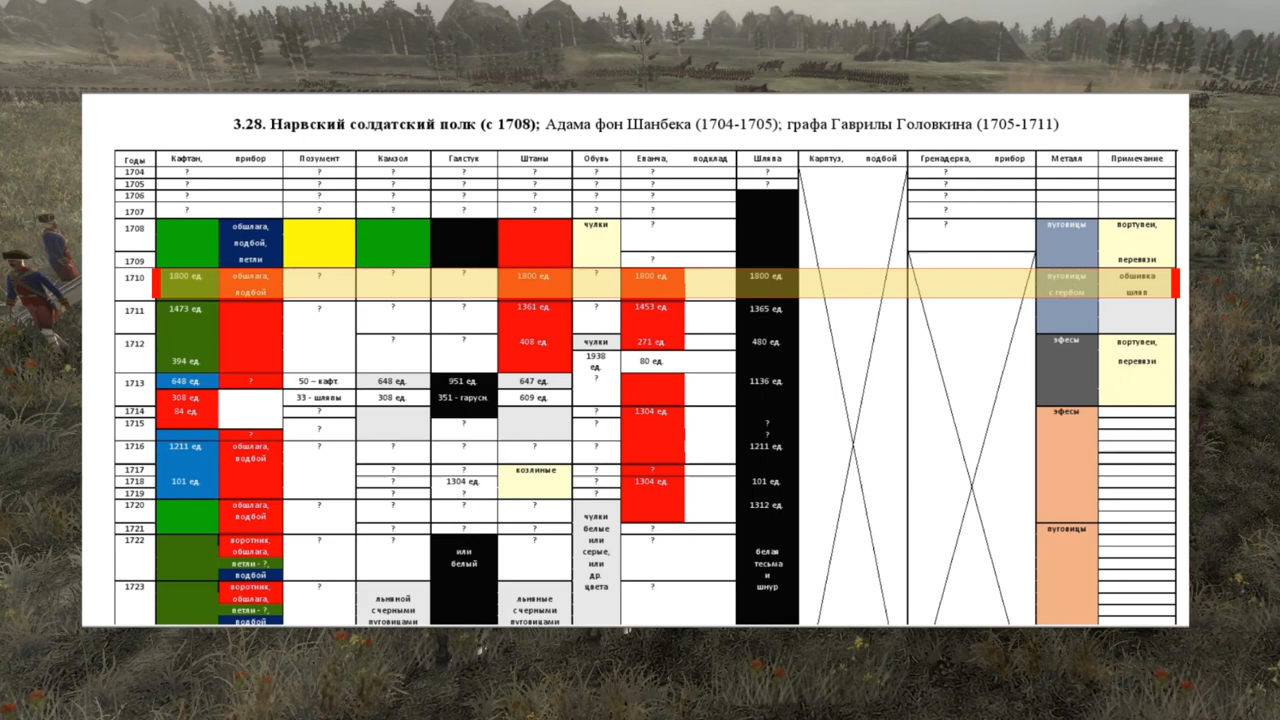 3.28. Нарвский солдатский полк (с 1708); Адама фон Шанбека (1704-1705); графа Гаврилы Головкина (1705-1711)
Годы Кафтан, прибор Позумент Камзол Галстук Штаны Обувь Епанча, подклад Шляпа Картуз, подбой Гренадерка, прибор Металл Примечание
1704 ? ? ? ? ? ? ? ? ?
1705 ? ? ? ? ? ? ? ? ?
1706 ? ? ? ? ? ? ? ?
1707 ? ? ? ? ? ? ? ?
1708 обшлага, чулки ? ? пуговицы портупеи,
подбой,
1709 петли ? перевязи
1710 1800 ед. обшлага, ? ? ? 1800 ед. ? 1800 ед. 1800 ед. пуговицы обшивка
подбой с гербом шляп
1711 1473 ед. ? ? ? 1361 ед. ? 1453 ед. 1365 ед.
1712 ? ? 408 ед. чулки 271 ед. 480 ед. эфесы портупеи,
394 ед. 1938 80 ед. перевязи
ед.
1713 648 ед. ? 50 – кафт. 648 ед. 951 ед. 647 ед. ? 1136 ед.
308 ед. 33 - шляпы 308 ед. 351 - гарусн. 609 ед.
1714 84 ед. ? ? ? 1304 ед. эфесы
1715 ? ? ? ?
? ?
1716 1211 ед. обшлага, ? ? ? ? ? 1211 ед.
подбой
1717 ? ? козлиные ? ?
1718 101 ед. ? 1304 ед. ? 1304 ед. 101 ед.
1719 ? ? ?
1720 обшлага, ? ? ? ? чулки 1312 ед.
подбой белые
1721 ? ? ? или ? пуговицы
1722 воротник, ? ? или ? серые, ? белая
обшлага, белый или тесьма
петли - ?, др. и
подбой цвета шнур
1723 воротник, ? ?
обшлага, льняной льняные
петли - ?, с черными с черными
подбой пуговицами пуговицами